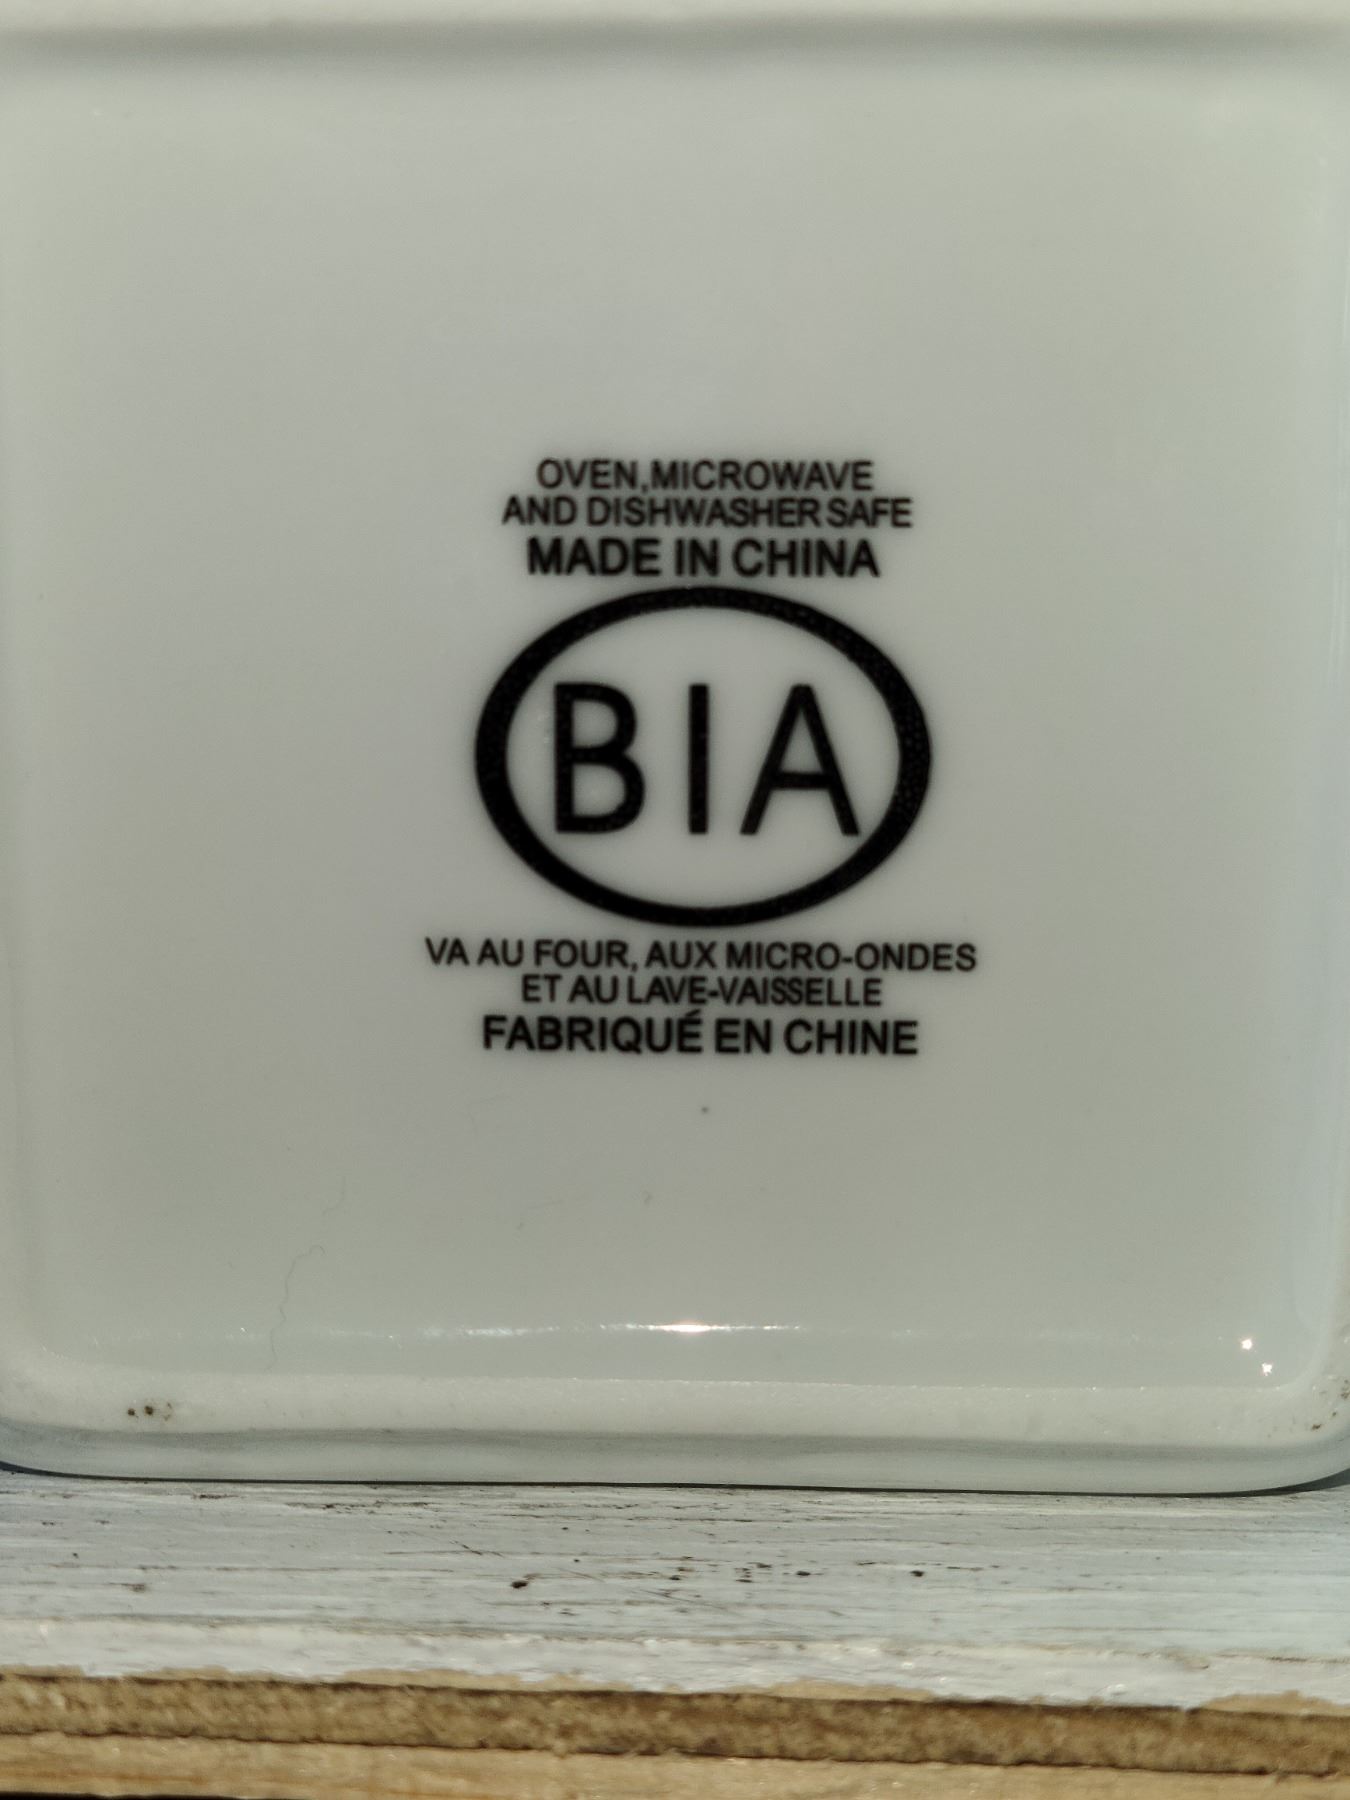 OVEN,MICROWAVE
AND DISHWASHER SAFE
MADE IN CHINA
BIA
VA AU FOUR, AUX MICRO-ONDES
ET AU LAVE-VAISSELLE
FABRIQUÉ EN CHINE